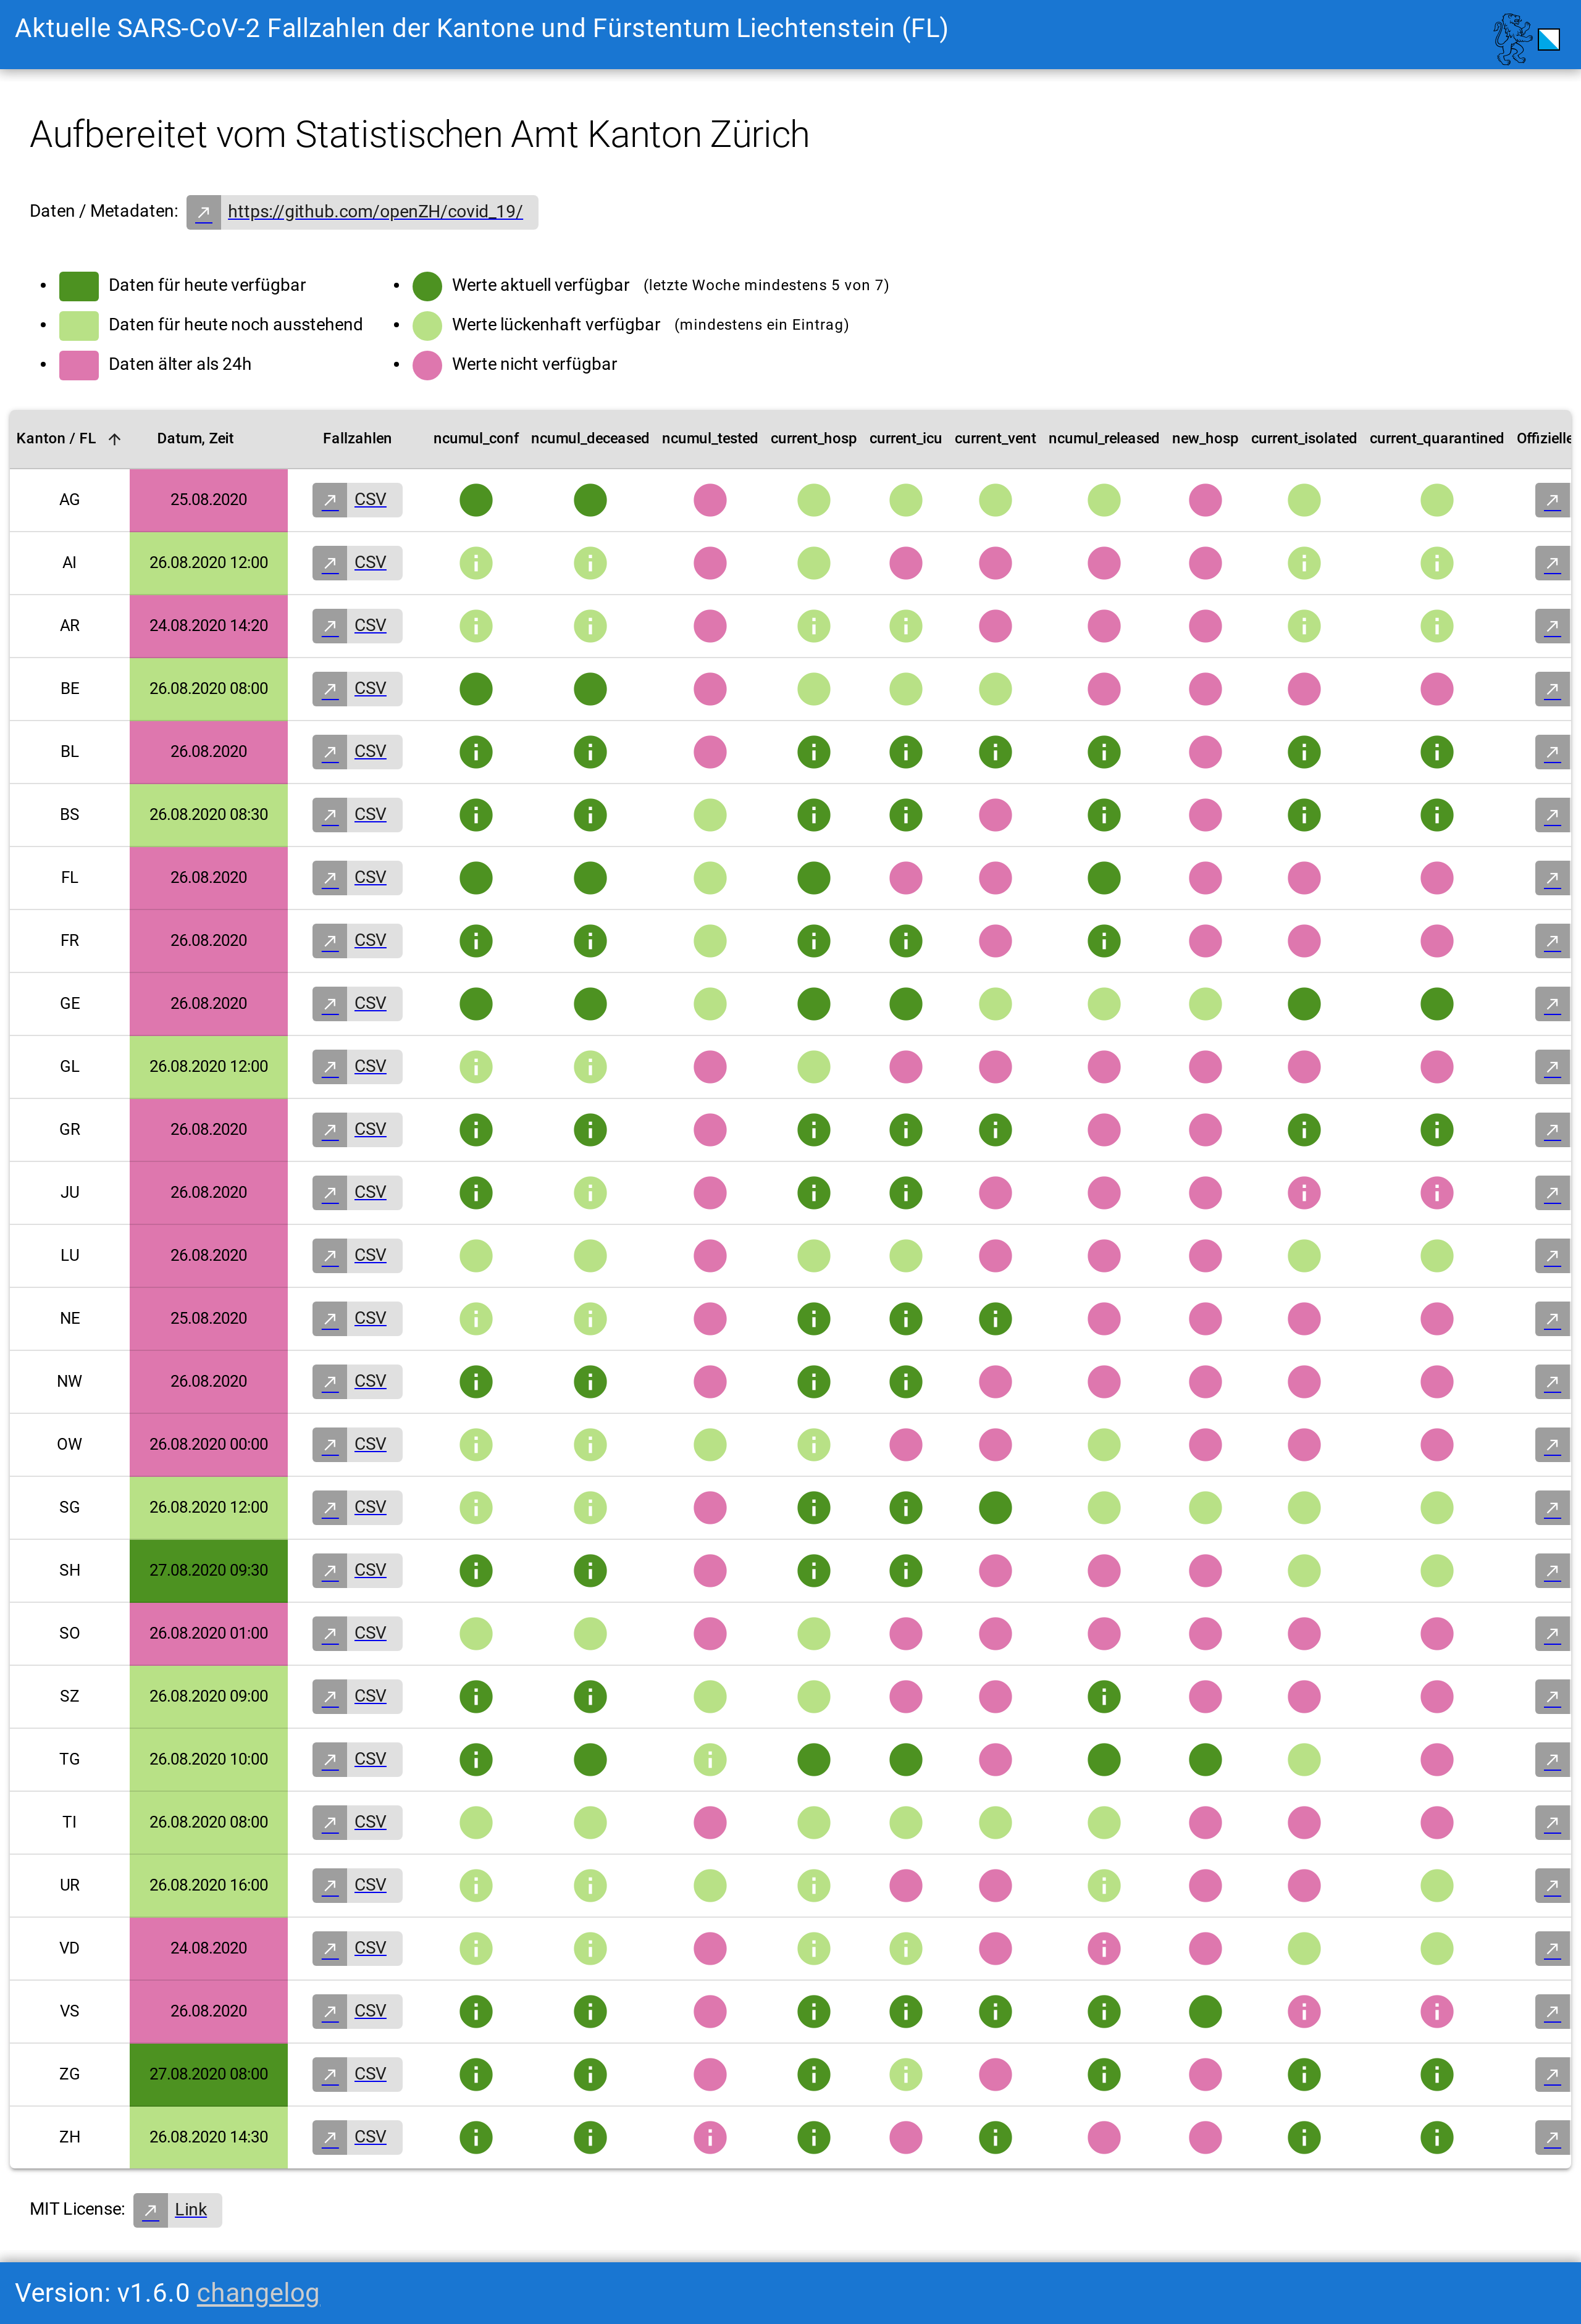 Aktuelle SARS-CoV-2 Fallzahlen der Kantone und Fürstentum Liechtenstein (FL)
Aufbereitet vom Statistischen Amt Kanton Zürich
Daten / Metadaten: https://github.com/openZH/covid_19/
Daten für heute verfügbar
Daten für heute noch ausstehend
Daten älter als 24h
Werte aktuell verfügbar (letzte Woche mindestens 5 von 7)
Werte lückenhaft verfügbar (mindestens ein Eintrag)
Werte nicht verfügbar
Kanton / FL Datum, Zeit Fallzahlen ncumul_conf ncumul_deceased ncumul_tested current_hosp current_icu current_vent ncumul_released new_hosp current_isolated current_quarantined Offizielle
AG 25.08.2020 CSV
AI 26.08.2020 12:00 CSV
AR 24.08.2020 14:20 CSV
BE 26.08.2020 08:00 CSV
BL 26.08.2020 CSV
BS 26.08.2020 08:30 CSV
FL 26.08.2020 CSV
FR 26.08.2020 CSV
GE 26.08.2020 CSV
GL 26.08.2020 12:00 CSV
GR 26.08.2020 CSV
JU 26.08.2020 CSV
LU 26.08.2020 CSV
NE 25.08.2020 CSV
NW 26.08.2020 CSV
OW 26.08.2020 00:00 CSV
SG 26.08.2020 12:00 CSV
SH 27.08.2020 09:30 CSV
SO 26.08.2020 01:00 CSV
SZ 26.08.2020 09:00 CSV
TG 26.08.2020 10:00 CSV
TI 26.08.2020 08:00 CSV
UR 26.08.2020 16:00 CSV
VD 24.08.2020 CSV
VS 26.08.2020 CSV
ZG 27.08.2020 08:00 CSV
ZH 26.08.2020 14:30 CSV
MIT License: Link
Version: v1.6.0 changelog